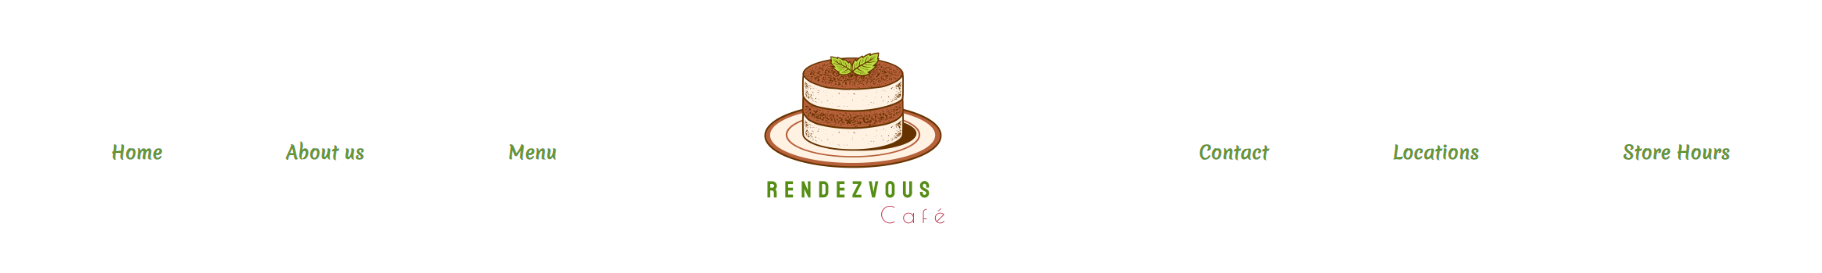 Home
About us
Menu
RENDEZVOUS
Café
Contact
Locations
Store Hours